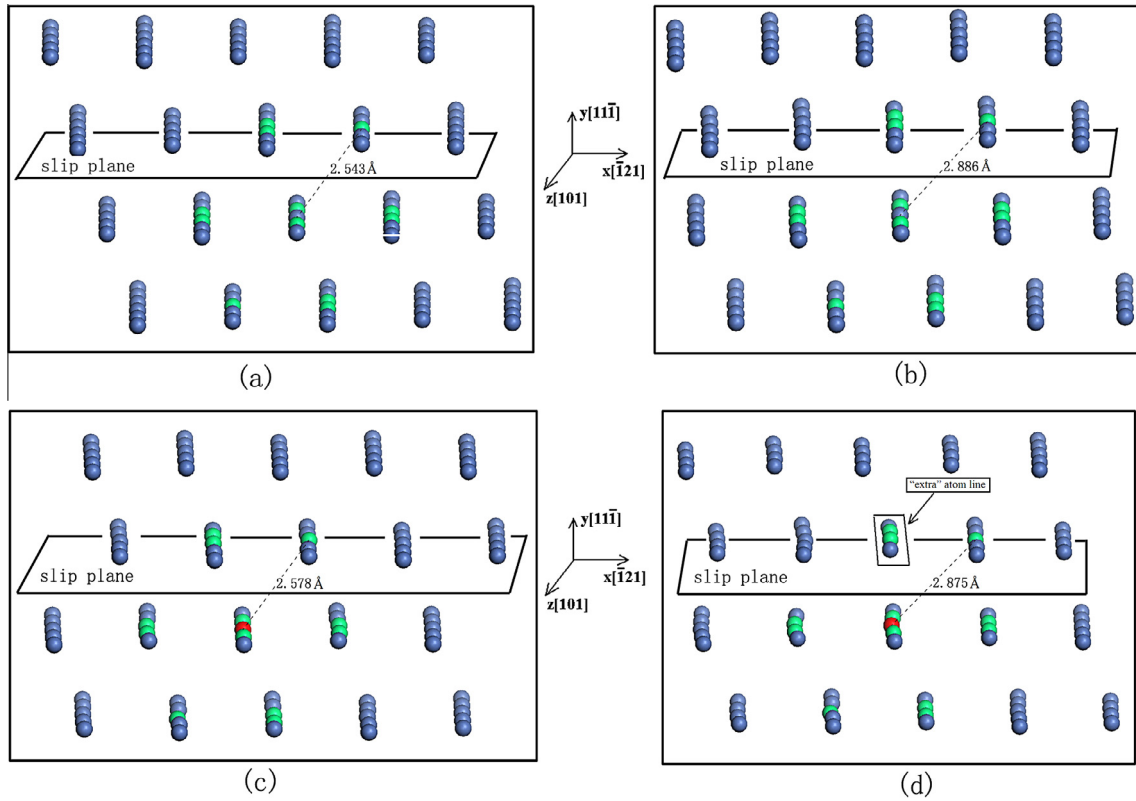 y[111̄]
slip plane
2.543Å
x[1̄21]
z[101]
(a)
slip plane
2.886Å
(b)
y[111̄]
slip plane
2.578Å
x[1̄21]
z[101]
(c)
"extra" atom line
slip plane
2.875Å
(d)